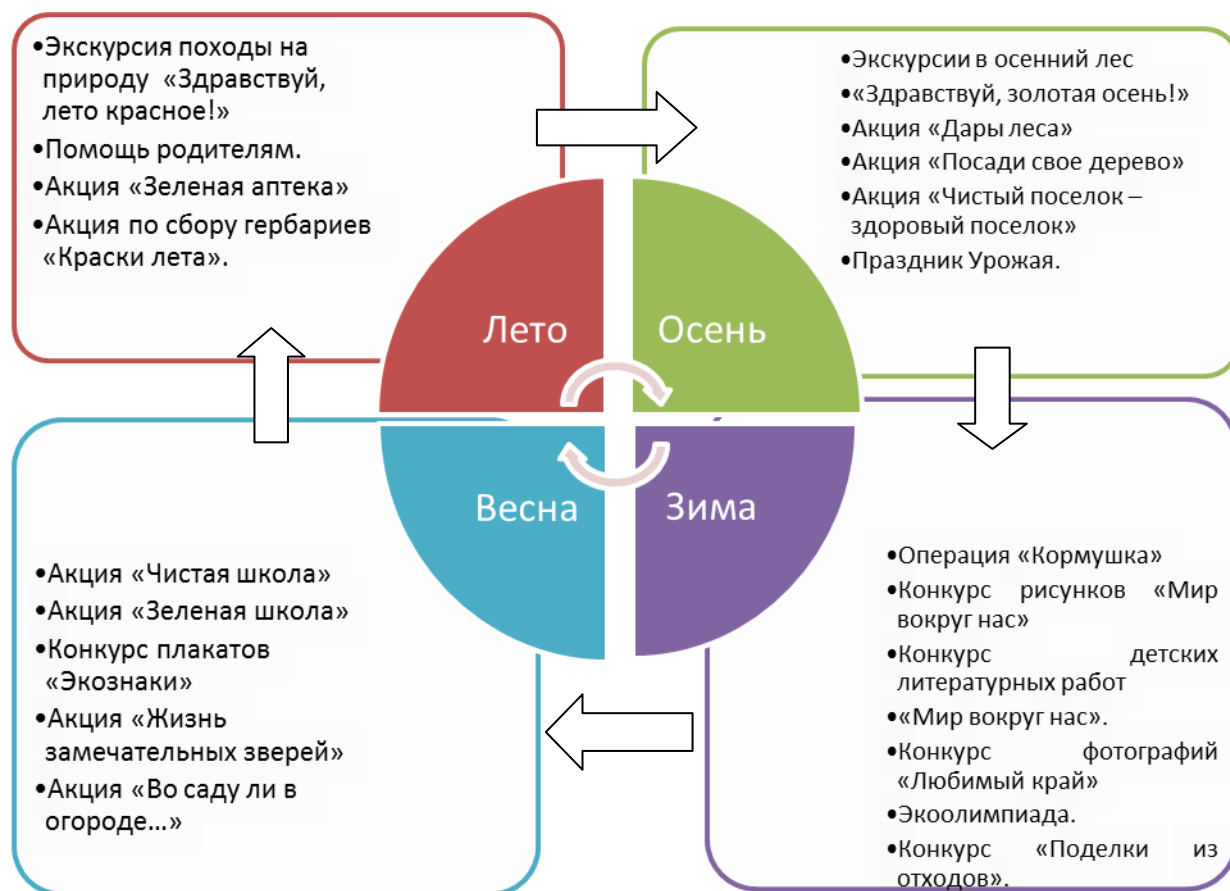 •Экскурсия походы на
природу «Здравствуй,
лето красное!»
•Помощь родителям.
•Акция «Зеленая аптека»
•Акция по сбору гербариев
«Краски лета».
•Экскурсии в осенний лес
•«Здравствуй, золотая осень!»
•Акция «Дары леса»
•Акция «Посади свое дерево»
•Акция «Чистый поселок –
здоровый поселок»
•Праздник Урожая.
Лето
Осень
Весна
Зима
•Акция «Чистая школа»
•Акция «Зеленая школа»
•Конкурс плакатов
«Экознаки»
•Акция «Жизнь
замечательных зверей»
•Акция «Во саду ли в
огороде…»
•Операция «Кормушка»
•Конкурс рисунков «Мир
вокруг нас»
•Конкурс детских
литературных работ
•«Мир вокруг нас».
•Конкурс фотографий
«Любимый край»
•Экоолимпиада.
•Конкурс «Поделки из
отходов».